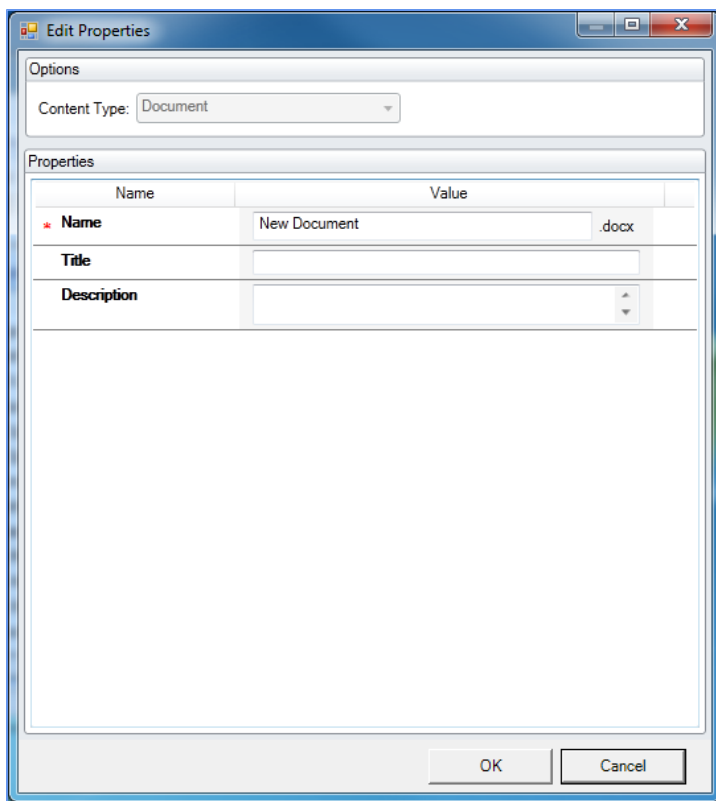 Edit Properties
Options
Content Type: Document
Properties
Name Value
* Name New Document .docx
Title
Description
OK Cancel